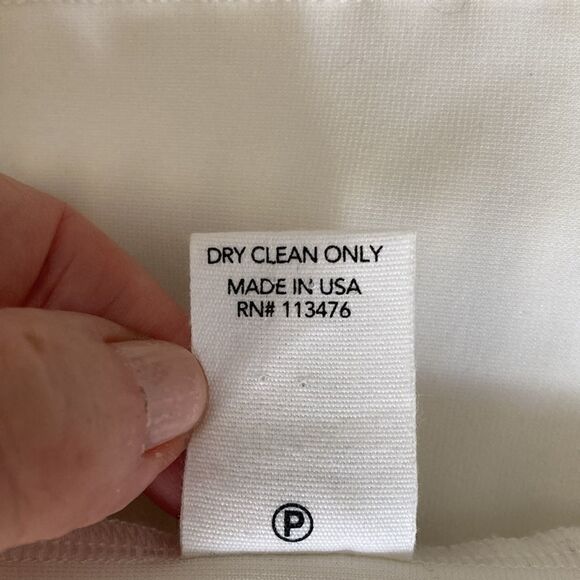 DRY CLEAN ONLY
MADE IN USA
RN# 113476
P